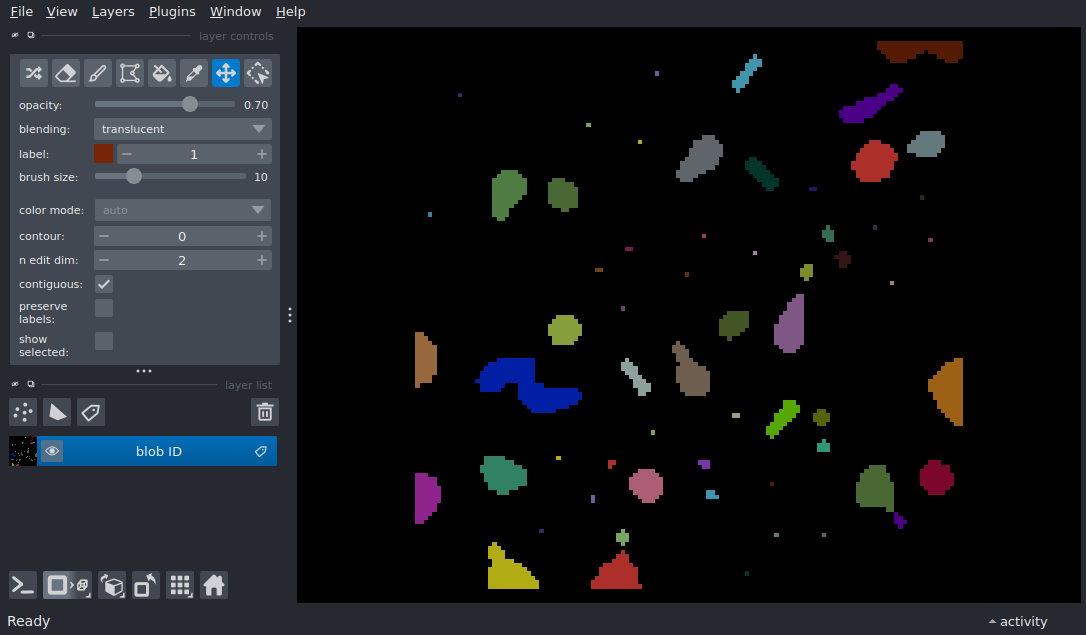 File View Layers Plugins Window Help
layer controls
opacity: 0.70
blending: translucent
label: 1
brush size: 10
color mode: auto
contour: 0
n edit dim: 2
contiguous:
preserve
labels:
show
selected:
layer list
blob ID
Ready
activity